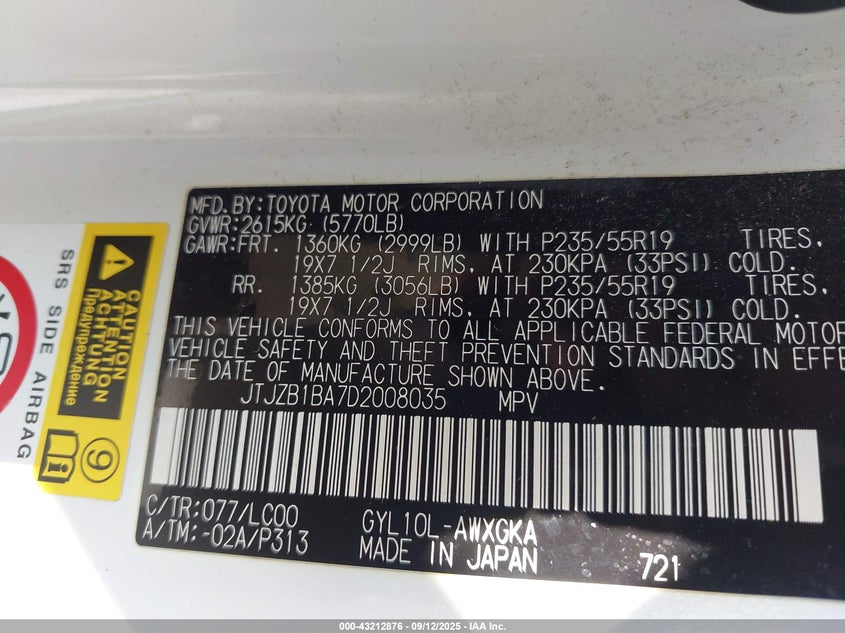 MFD.BY:TOYOTA MOTOR CORPORATION
GVWR:2615KG (5770LB)
GAWR:FRT. 1360KG (2999LB) WITH P235/55R19 TIRES,
19X7 1/2J RIMS, AT 230KPA (33PSI) COLD.
RR. 1385KG (3056LB) WITH P235/55R19 TIRES,
19X7 1/2J RIMS, AT 230KPA (33PSI) COLD.
THIS VEHICLE CONFORMS TO ALL APPLICABLE FEDERAL MOTOR
VEHICLE SAFETY AND THEFT PREVENTION STANDARDS IN EFFE
THE DATE OF MANUFACTURE SHOWN ABOVE.
JTJZB1BA7D2008035 MPV
C/TR:077/LC00 GYL10L-AWXGKA
A/TM:-02A/P313 MADE IN JAPAN 721
SRS SIDE AIRBAG
CAUTION
ATTENTION
ACHTUNG
Предупреждение
i
9
000-43212876 - 09/12/2025 - IAA Inc.